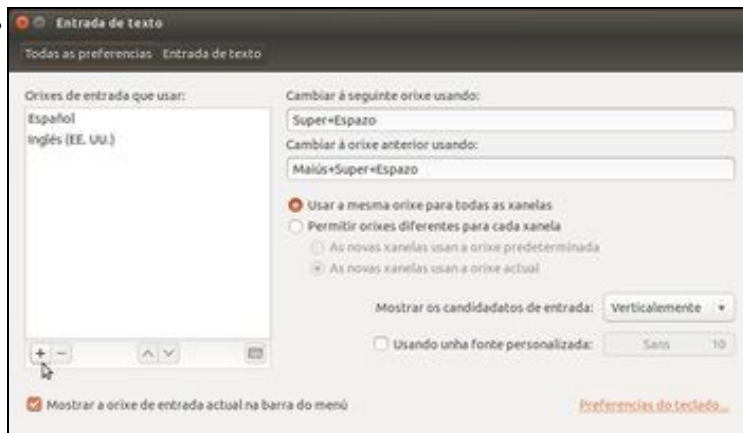 Entrada de texto
Todas as preferencias Entrada de texto
Orixes de entrada que usar:
Español
Inglés (EE. UU.)
Cambiar á seguinte orixe usando:
Super+Espazo
Cambiar á orixe anterior usando:
Maiús+Super+Espazo
Usar a mesma orixe para todas as xanelas
Permitir orixes diferentes para cada xanela
As novas xanelas usan a orixe predeterminada
As novas xanelas usan a orixe actual
Mostrar os candidadatos de entrada: Verticalemente
Usando unha fonte personalizada: Sans 10
Mostrar a orixe de entrada actual na barra do menú
Preferencias do teclado...